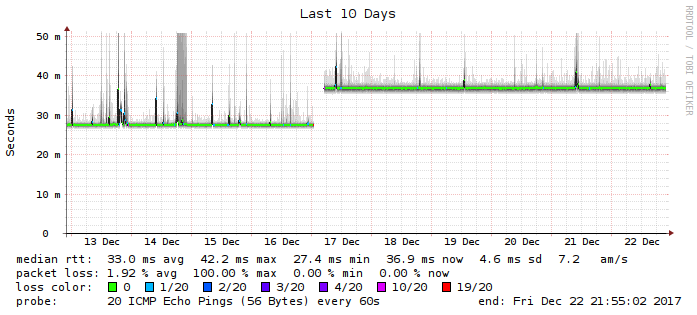 Last 10 Days
RRDTOOL / TOBI OETIKER
Seconds
50 m
40 m
30 m
20 m
10 m
0
13 Dec 14 Dec 15 Dec 16 Dec 17 Dec 18 Dec 19 Dec 20 Dec 21 Dec 22 Dec
median rtt: 33.0 ms avg 42.2 ms max 27.4 ms min 36.9 ms now 4.6 ms sd 7.2 am/s
packet loss: 1.92 % avg 100.00 % max 0.00 % min 0.00 % now
loss color: 0 1/20 2/20 3/20 4/20 10/20 19/20
probe: 20 ICMP Echo Pings (56 Bytes) every 60s end: Fri Dec 22 21:55:02 2017